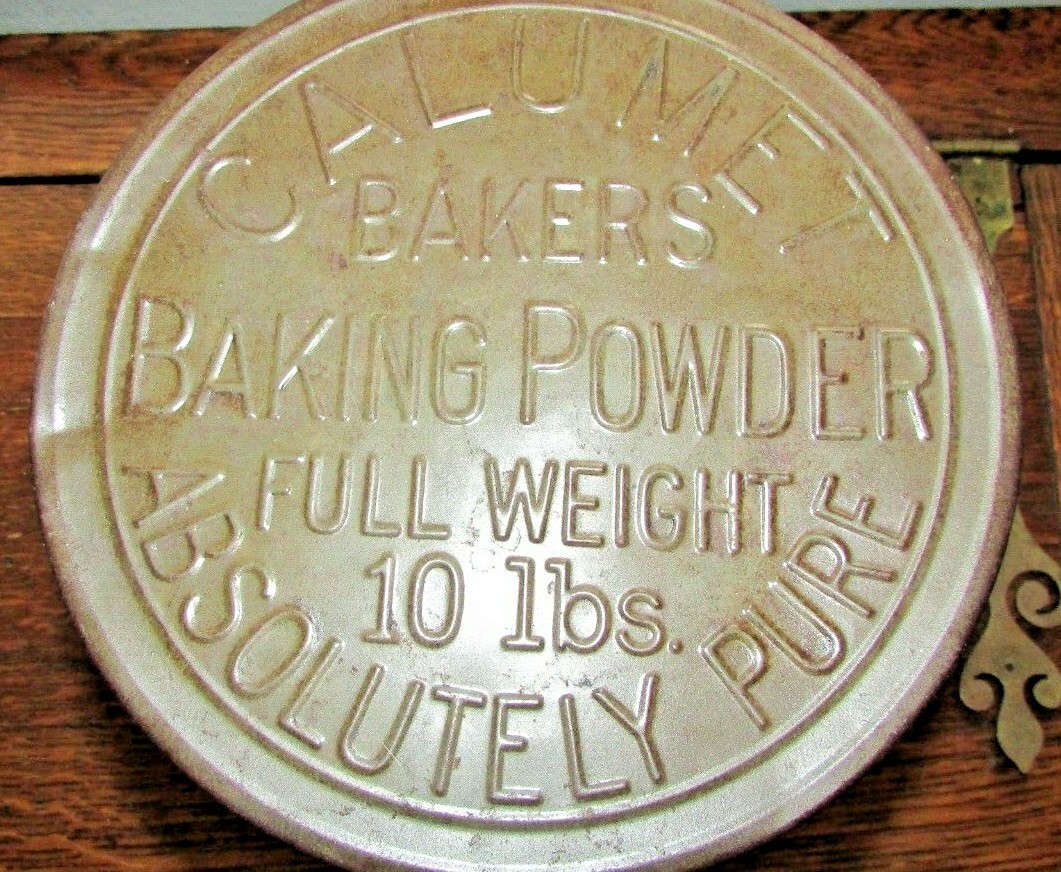 CALUMET
BAKERS
BAKING POWDER
FULL WEIGHT
10 lbs.
ABSOLUTELY PURE